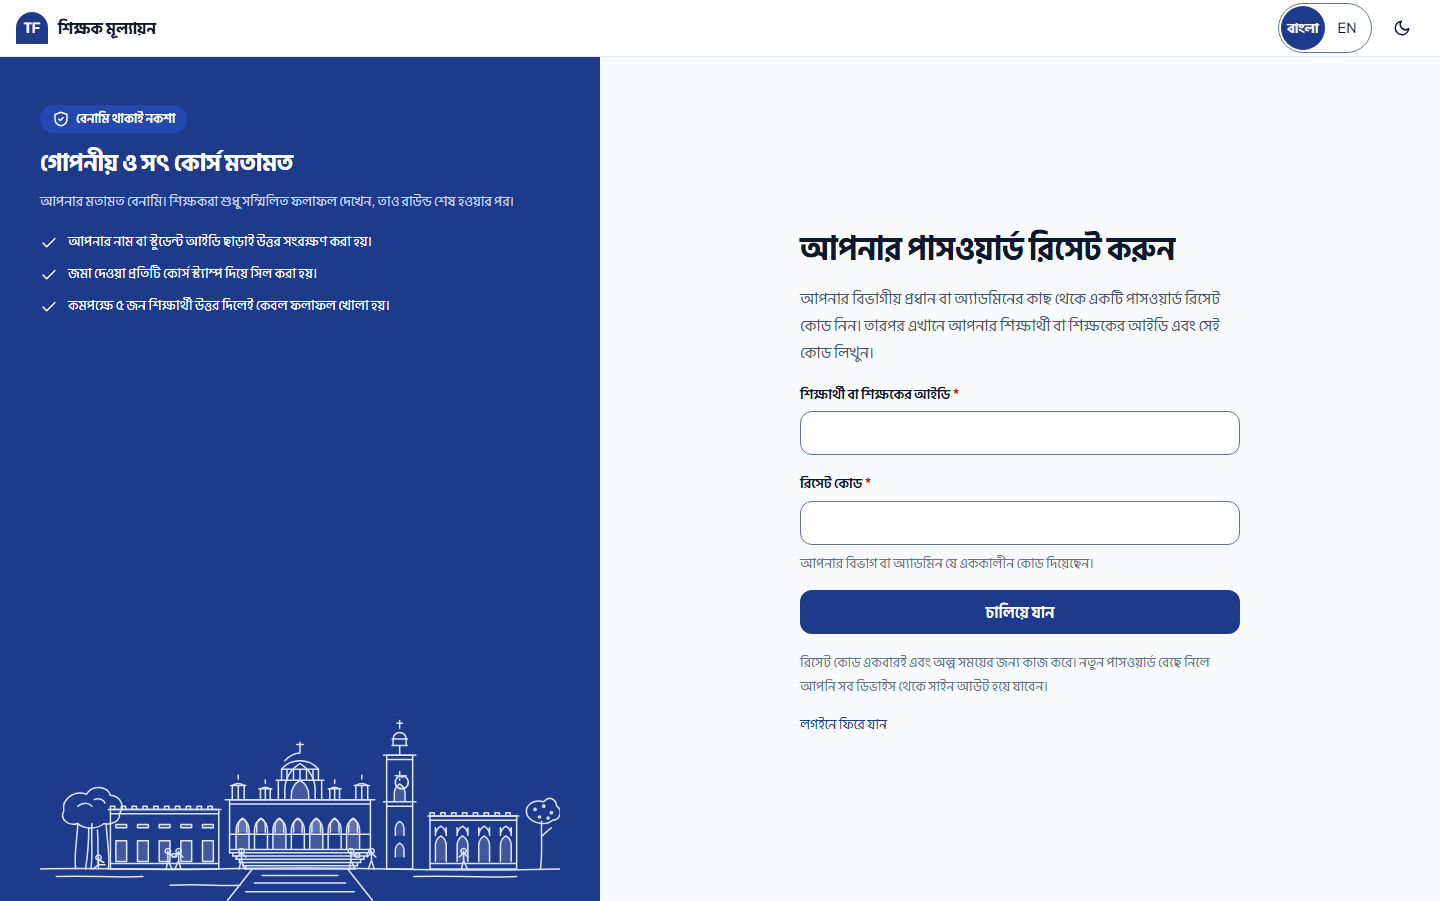 TF শিক্ষক মূল্যায়ন
বাংলা EN
বেনামি থাকাই নকশা
গোপনীয় ও সৎ কোর্স মতামত
আপনার মতামত বেনামি। শিক্ষকরা শুধু সম্মিলিত ফলাফল দেখেন, তাও রাউন্ড শেষ হওয়ার পর।
আপনার নাম বা স্টুডেন্ট আইডি ছাড়াই উত্তর সংরক্ষণ করা হয়।
জমা দেওয়া প্রতিটি কোর্স স্ট্যাম্প দিয়ে সিল করা হয়।
কমপক্ষে ৫ জন শিক্ষার্থী উত্তর দিলেই কেবল ফলাফল খোলা হয়।
আপনার পাসওয়ার্ড রিসেট করুন
আপনার বিভাগীয় প্রধান বা অ্যাডমিনের কাছ থেকে একটি পাসওয়ার্ড রিসেট
কোড নিন। তারপর এখানে আপনার শিক্ষার্থী বা শিক্ষকের আইডি এবং সেই
কোড লিখুন।
শিক্ষার্থী বা শিক্ষকের আইডি *
রিসেট কোড *
আপনার বিভাগ বা অ্যাডমিন যে এককালীন কোড দিয়েছেন।
চালিয়ে যান
রিসেট কোড একবারই এবং অল্প সময়ের জন্য কাজ করে। নতুন পাসওয়ার্ড বেছে নিলে
আপনি সব ডিভাইস থেকে সাইন আউট হয়ে যাবেন।
লগইনে ফিরে যান